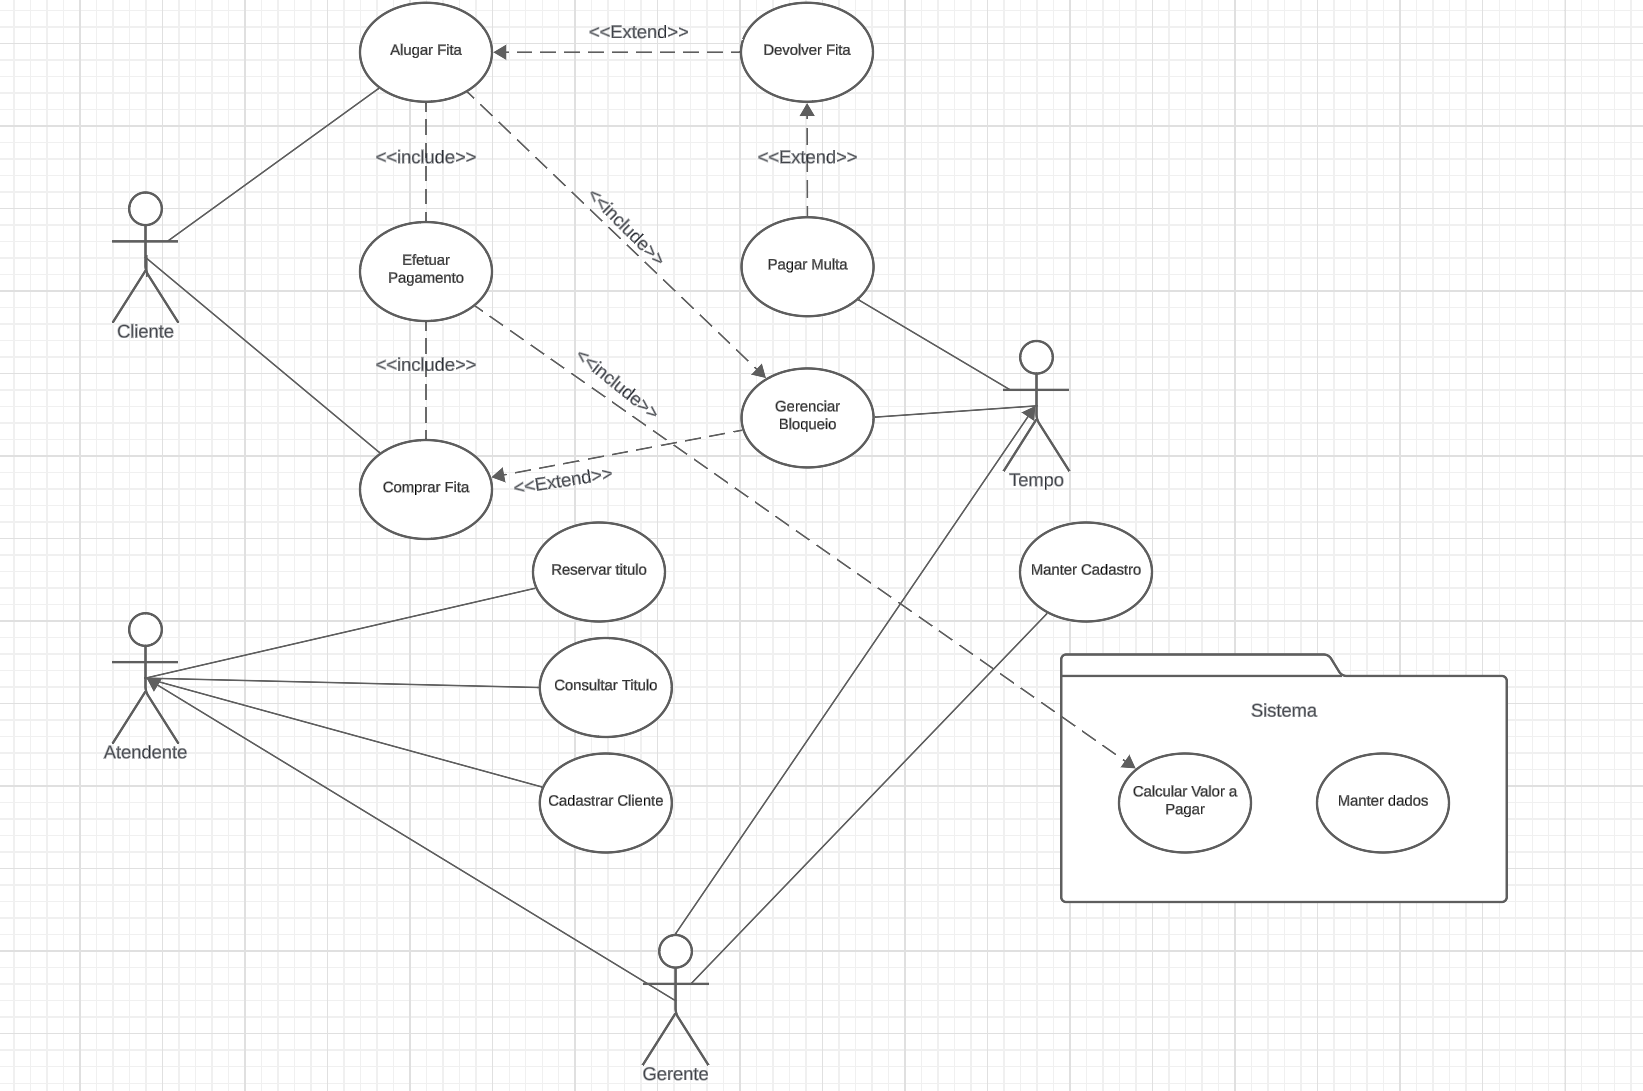 <<Extend>>
Alugar Fita
Devolver Fita
<<include>>
<<Extend>>
<<include>>
Efetuar
Pagamento
Pagar Multa
Cliente
<<include>>
<<include>>
Gerenciar
Bloqueio
Comprar Fita
<<Extend>>
Tempo
Reservar titulo
Manter Cadastro
Consultar Titulo
Sistema
Atendente
Cadastrar Cliente
Calcular Valor a
Pagar
Manter dados
Gerente